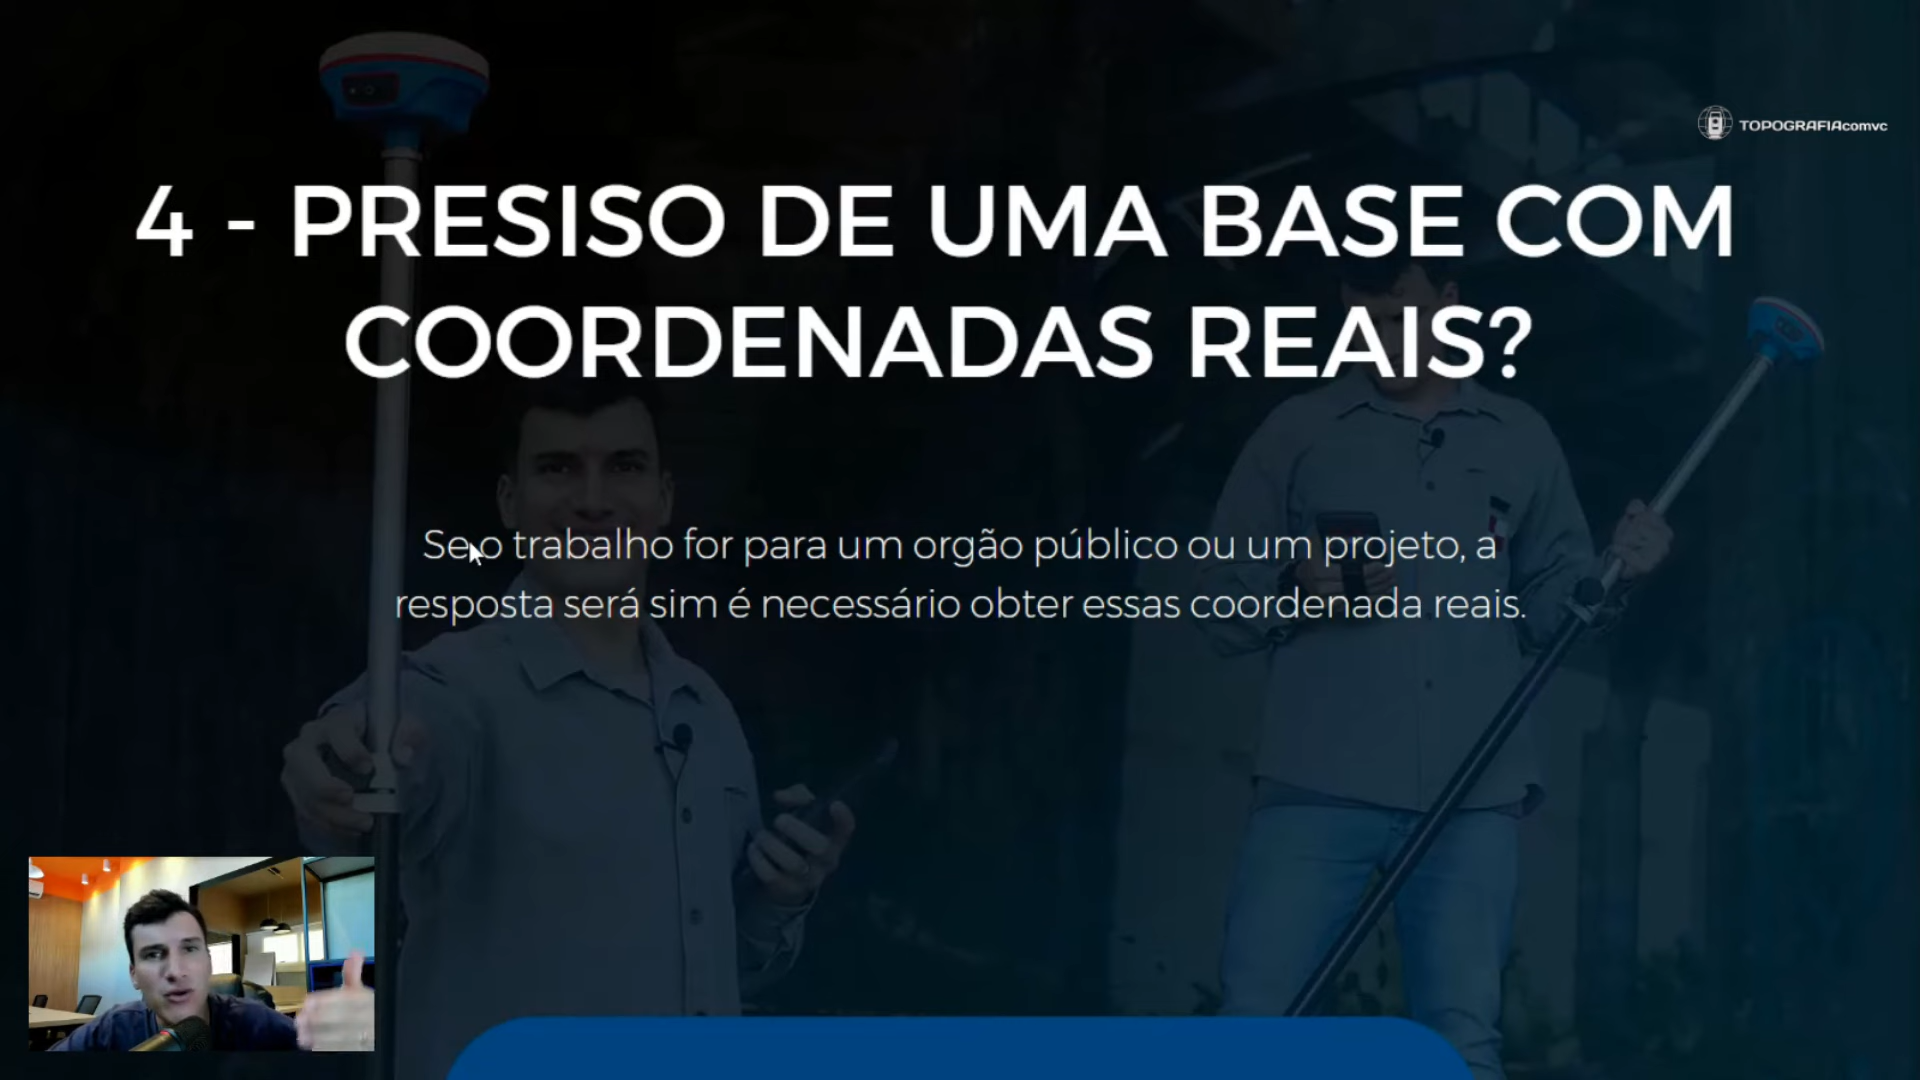 TOPOGRAFIAcomvc
4 - PRESISO DE UMA BASE COM
COORDENADAS REAIS?
Se o trabalho for para um orgão público ou um projeto, a
resposta será sim é necessário obter essas coordenada reais.